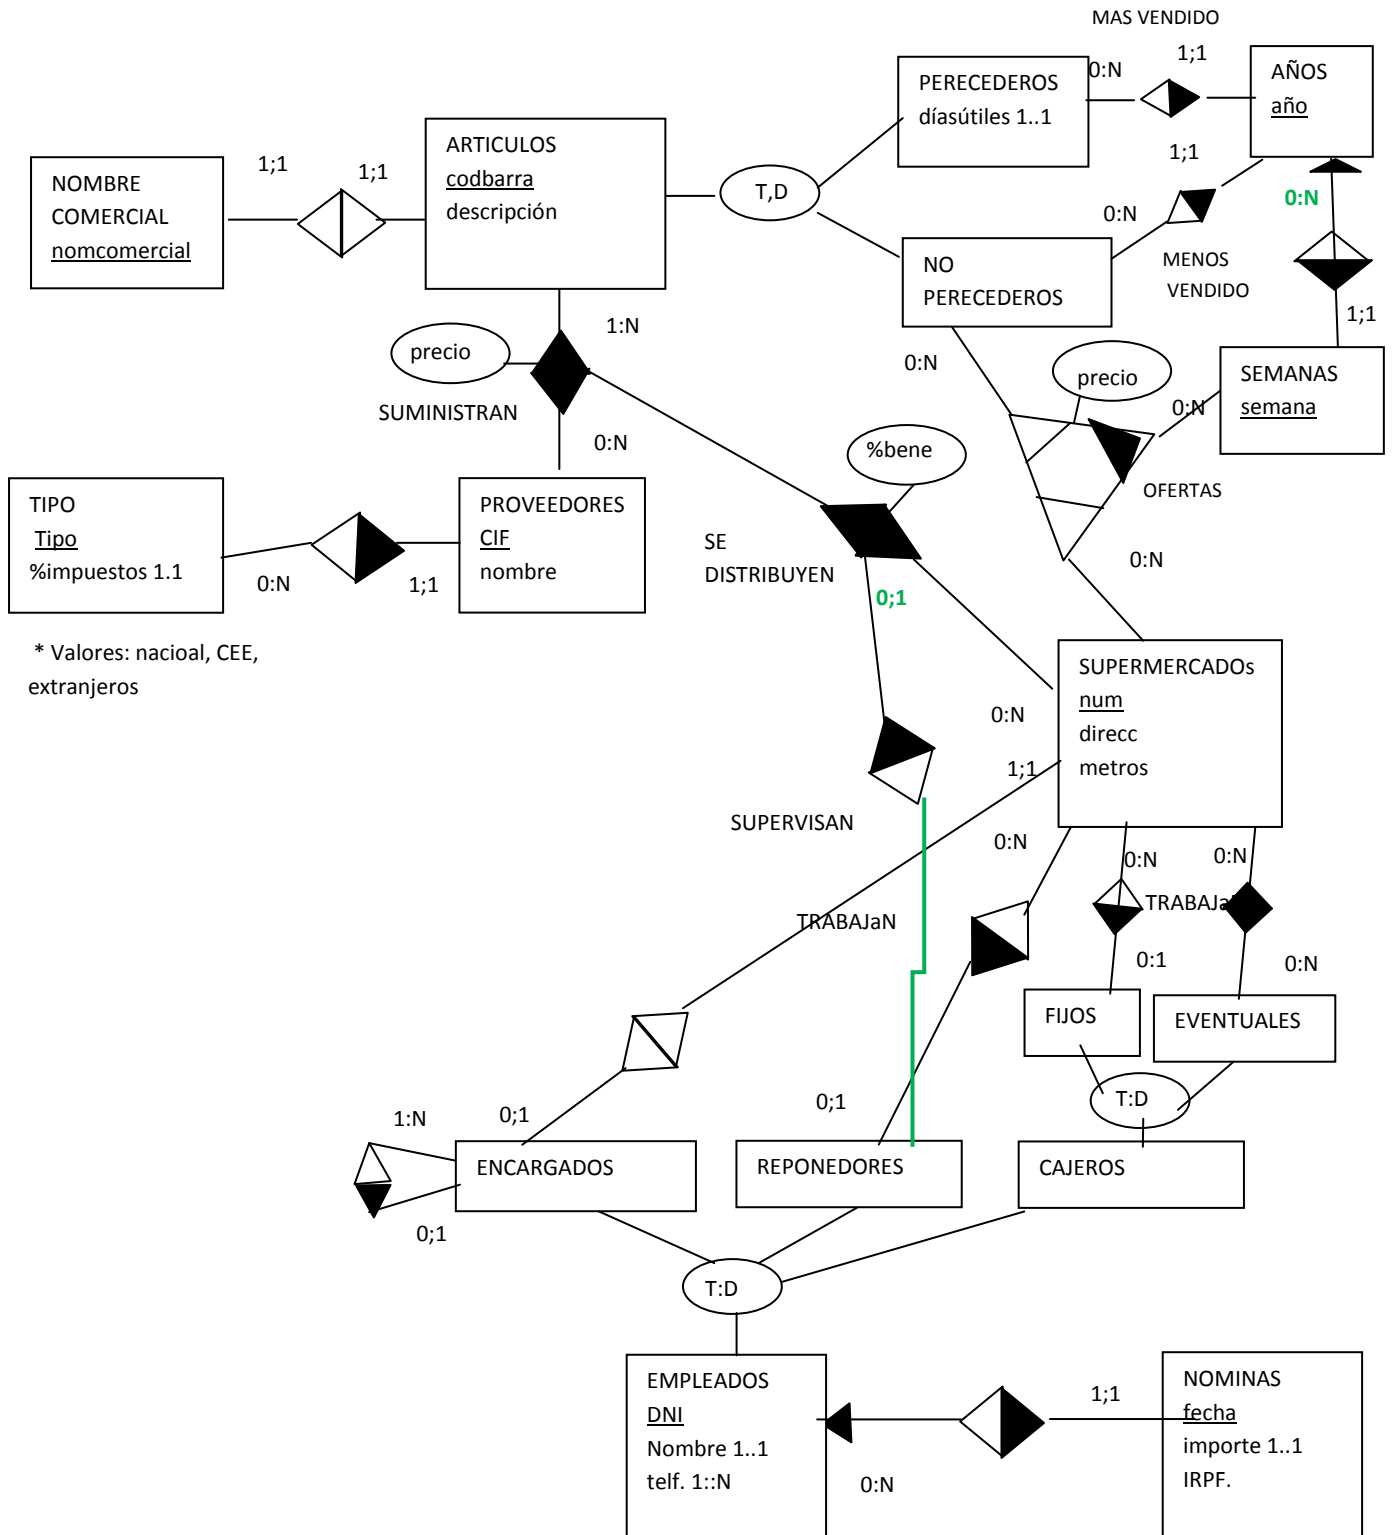 MAS VENDIDO
1;1
0:N
PERECEDEROS
díasútiles 1..1
AÑOS
año
ARTICULOS
codbarra
descripción
1;1
1;1
NOMBRE
COMERCIAL
nomcomercial
T,D
1;1
0:N
0:N
NO
PERECEDEROS
MENOS
VENDIDO
1;1
1:N
precio
SUMINISTRAN
0:N
0:N
precio
0:N
SEMANAS
semana
%bene
OFERTAS
TIPO
Tipo
%impuestos 1.1
0:N
1;1
PROVEEDORES
CIF
nombre
SE
DISTRIBUYEN
0:N
0;1
* Valores: nacioal, CEE,
extranjeros
SUPERMERCADOs
num
direcc
metros
0:N
1;1
SUPERVISAN
0:N
0:N
0:N
TRABAJaN
TRABAJa
0:1
0:N
FIJOS
EVENTUALES
T:D
1:N
0;1
0;1
ENCARGADOS
REPONEDORES
CAJEROS
0;1
T:D
EMPLEADOS
DNI
Nombre 1..1
telf. 1::N
0:N
1;1
NOMINAS
fecha
importe 1..1
IRPF.